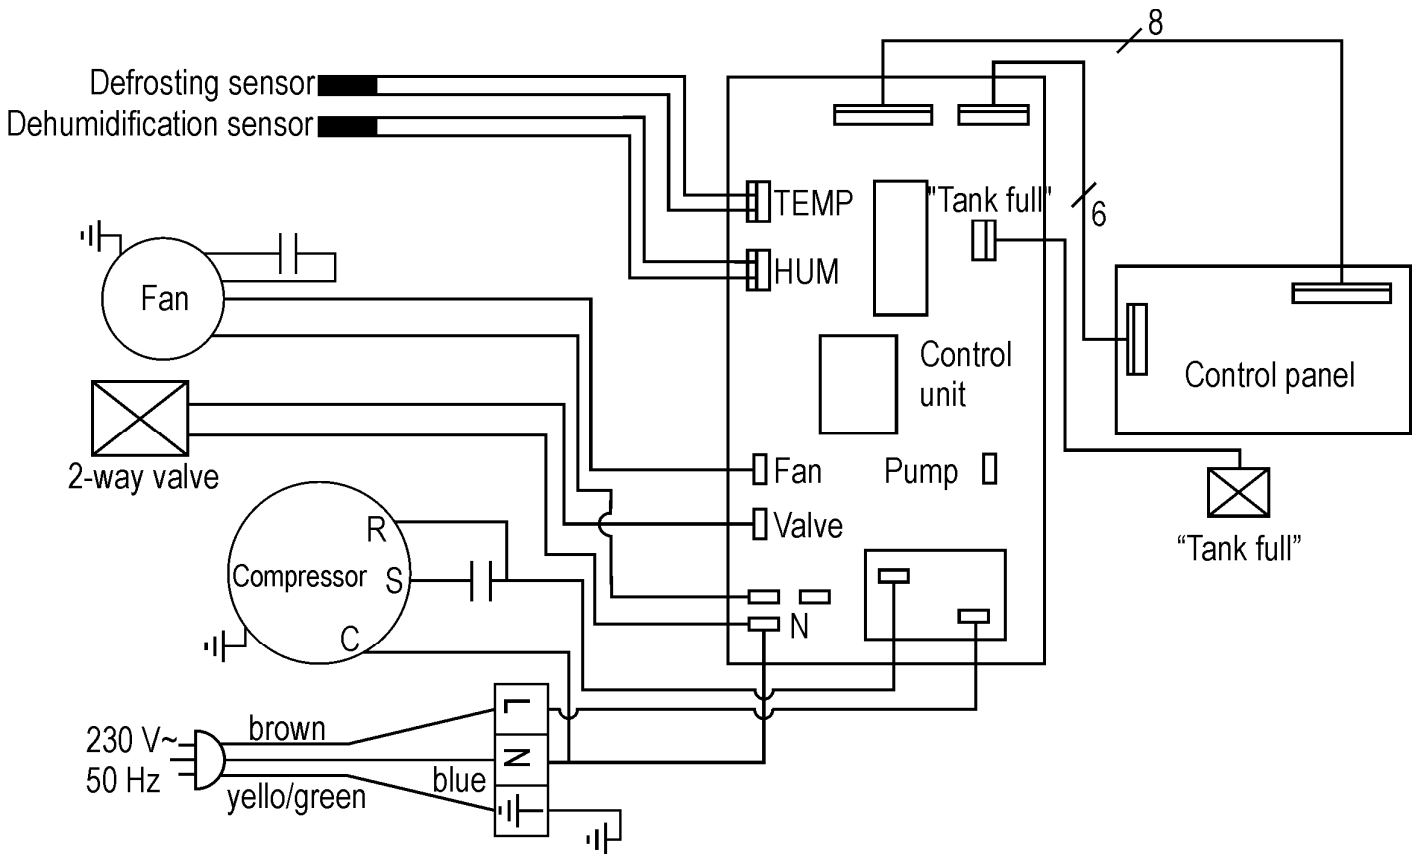 8
Defrosting sensor
Dehumidification sensor
TEMP
"Tank full"
6
HUM
Fan
Control
unit
Control panel
2-way valve
Fan
Pump
Valve
“Tank full”
R
Compressor
S
C
N
L
brown
230 V~
50 Hz
N
blue
yello/green